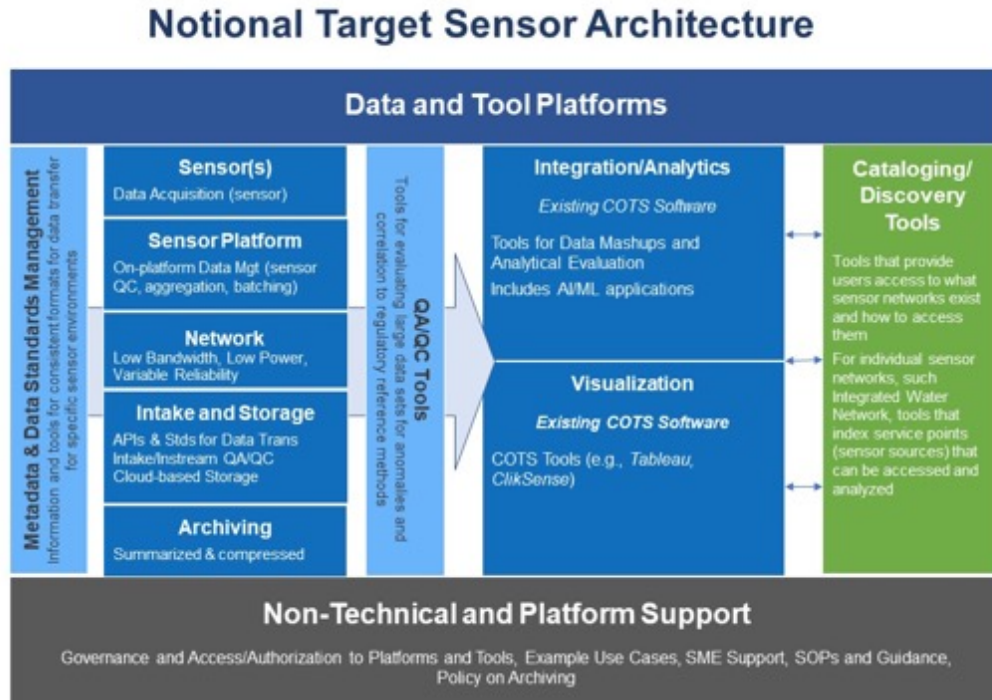 Notional Target Sensor Architecture
Data and Tool Platforms
Metadata & Data Standards Management
Information and tools for consistent formats for data transfer
for specific sensor environments
Sensor(s)
Data Acquisition (sensor)
Sensor Platform
On-platform Data Mgt (sensor
QC, aggregation, batching)
Network
Low Bandwidth, Low Power,
Variable Reliability
Intake and Storage
APIs & Stds for Data Trans
Intake/Instream QA/QC
Cloud-based Storage
Archiving
Summarized & compressed
QA/QC Tools
Tools for evaluating large data sets for anomalies and
correlation to regulatory reference methods
Integration/Analytics
Existing COTS Software
Tools for Data Mashups and
Analytical Evaluation
Includes AI/ML applications
Visualization
Existing COTS Software
COTS Tools (e.g., Tableau,
ClikSense)
Cataloging/
Discovery
Tools
Tools that provide
users access to what
sensor networks exist
and how to access
them
For individual sensor
networks, such
Integrated Water
Network, tools that
index service points
(sensor sources) that
can be accessed and
analyzed
Non-Technical and Platform Support
Governance and Access/Authorization to Platforms and Tools, Example Use Cases, SME Support, SOPs and Guidance,
Policy on Archiving